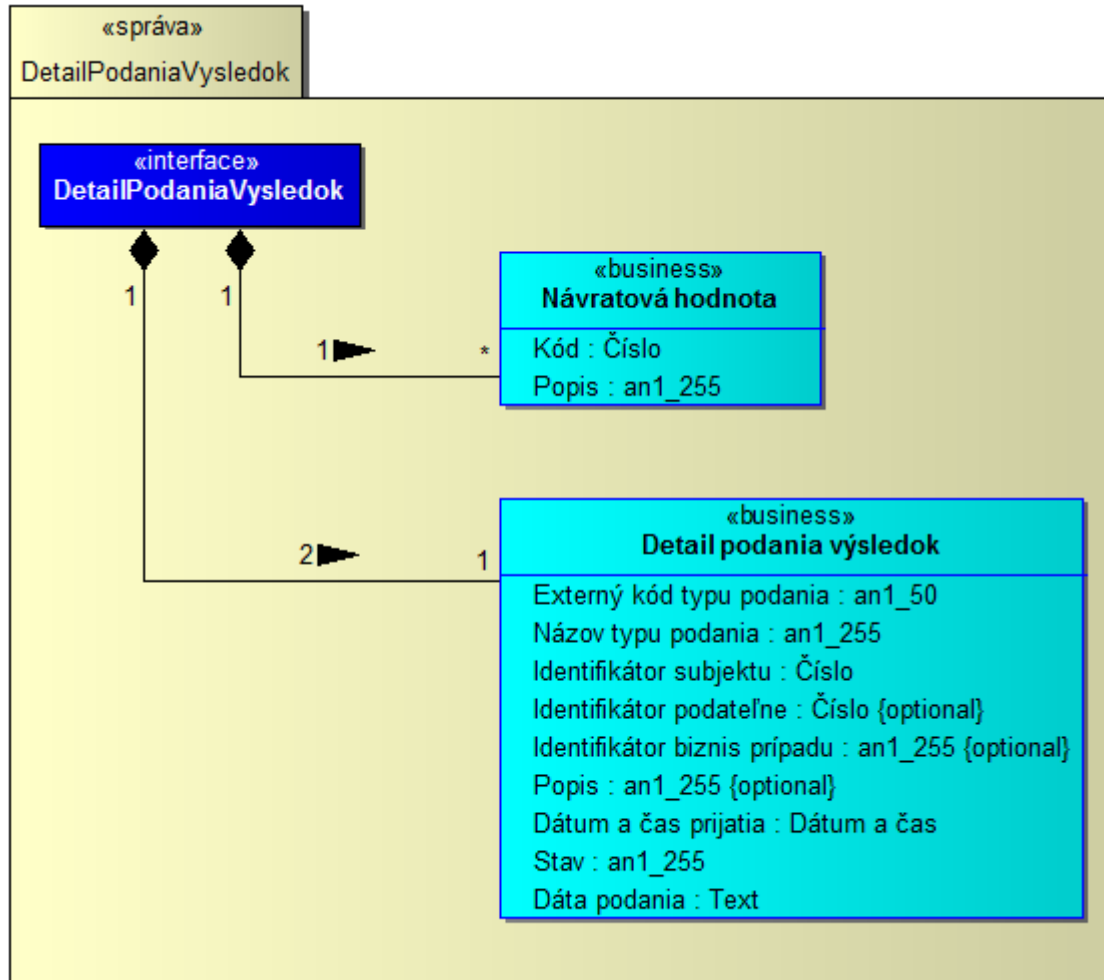 «správa»
DetailPodaniaVysledok
«interface»
DetailPodaniaVysledok
1
1
«business»
Návratová hodnota
1
*
Kód : Číslo
Popis : an1_255
«business»
Detail podania výsledok
2
1
Externý kód typu podania : an1_50
Názov typu podania : an1_255
Identifikátor subjektu : Číslo
Identifikátor podateľne : Číslo {optional}
Identifikátor biznis prípadu : an1_255 {optional}
Popis : an1_255 {optional}
Dátum a čas prijatia : Dátum a čas
Stav : an1_255
Dáta podania : Text